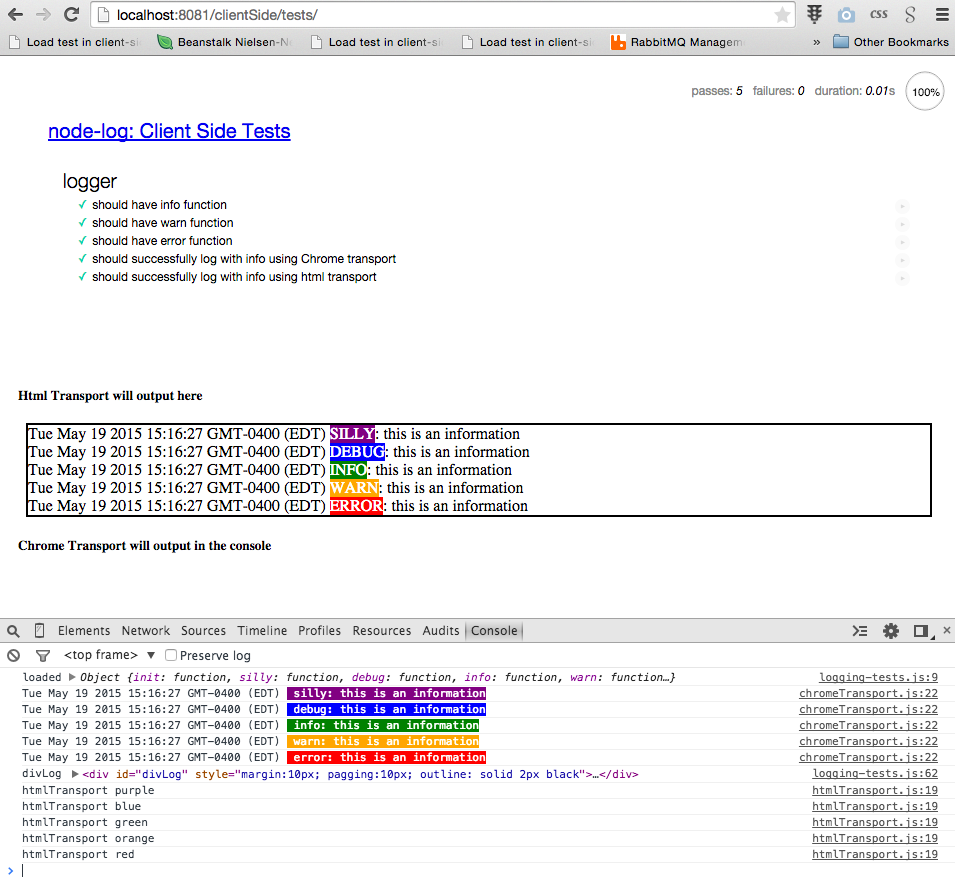 localhost:8081/clientSide/tests/ css
Load test in client-si Beanstalk Nielsen-N Load test in client-si Load test in client-si RabbitMQ Managem » Other Bookmarks
passes: 5 failures: 0 duration: 0.01s 100%
node-log: Client Side Tests
logger
✓ should have info function
✓ should have warn function
✓ should have error function
✓ should successfully log with info using Chrome transport
✓ should successfully log with info using html transport
Html Transport will output here
Tue May 19 2015 15:16:27 GMT-0400 (EDT) SILLY: this is an information
Tue May 19 2015 15:16:27 GMT-0400 (EDT) DEBUG: this is an information
Tue May 19 2015 15:16:27 GMT-0400 (EDT) INFO: this is an information
Tue May 19 2015 15:16:27 GMT-0400 (EDT) WARN: this is an information
Tue May 19 2015 15:16:27 GMT-0400 (EDT) ERROR: this is an information
Chrome Transport will output in the console
Elements Network Sources Timeline Profiles Resources Audits Console
<top frame> ▼ Preserve log
loaded ▶ Object {init: function, silly: function, debug: function, info: function, warn: function…} logging-tests.js:9
Tue May 19 2015 15:16:27 GMT-0400 (EDT) silly: this is an information chromeTransport.js:22
Tue May 19 2015 15:16:27 GMT-0400 (EDT) debug: this is an information chromeTransport.js:22
Tue May 19 2015 15:16:27 GMT-0400 (EDT) info: this is an information chromeTransport.js:22
Tue May 19 2015 15:16:27 GMT-0400 (EDT) warn: this is an information chromeTransport.js:22
Tue May 19 2015 15:16:27 GMT-0400 (EDT) error: this is an information chromeTransport.js:22
divLog ▶ <div id="divLog" style="margin:10px; pagging:10px; outline: solid 2px black">…</div> logging-tests.js:62
htmlTransport purple htmlTransport.js:19
htmlTransport blue htmlTransport.js:19
htmlTransport green htmlTransport.js:19
htmlTransport orange htmlTransport.js:19
htmlTransport red htmlTransport.js:19
>